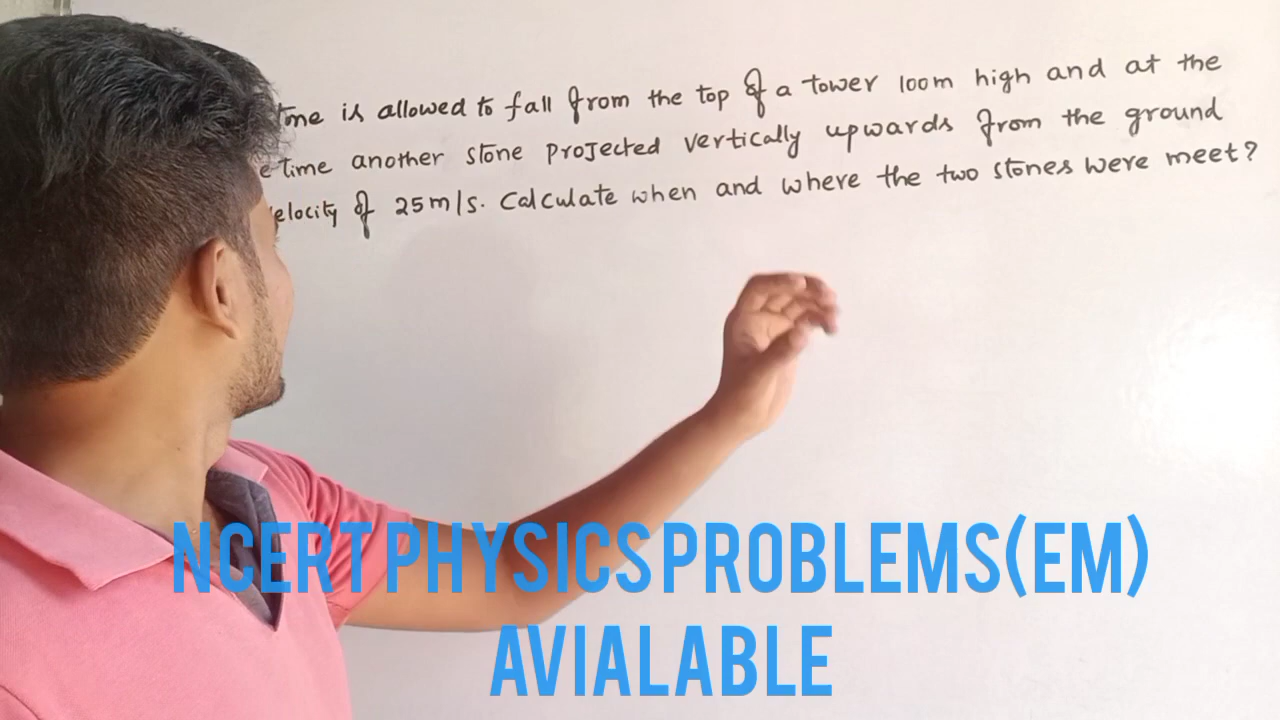 tone is allowed to fall from the top of a tower 100m high and at the
e time another stone projected vertically upwards from the ground
elocity of 25m/s. Calculate when and where the two stones were meet?
NCERT PHYSICS PROBLEMS(EM)
AVIALABLE